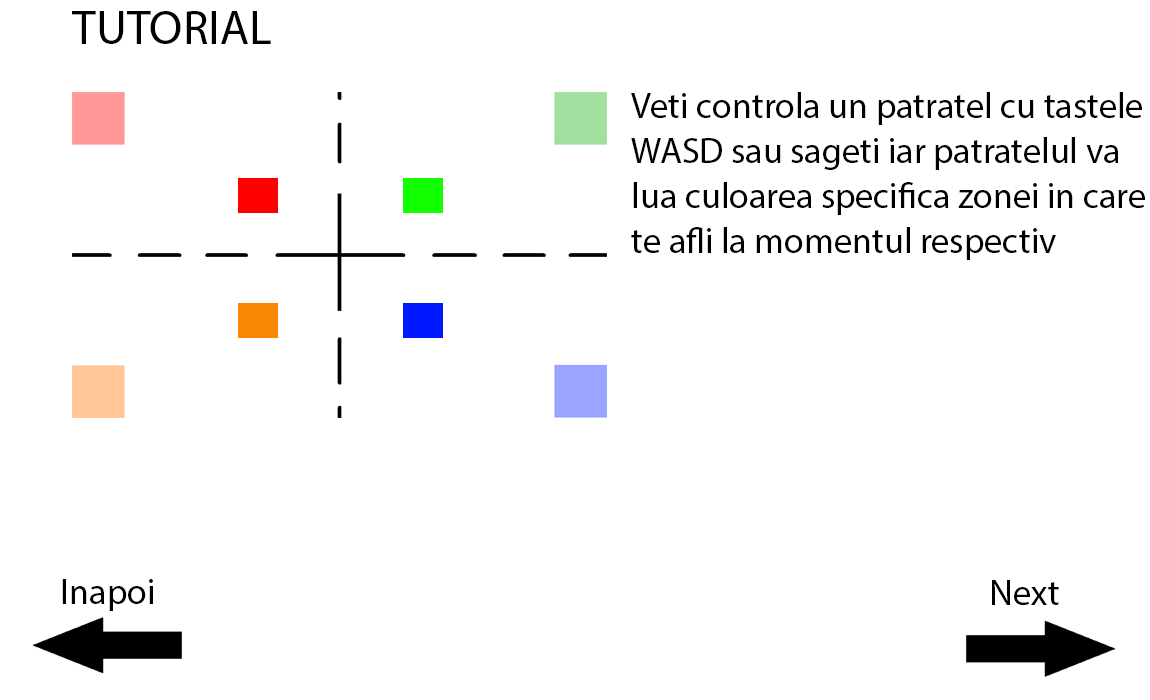 TUTORIAL
Veti controla un patratel cu tastele
WASD sau sageti iar patratelul va
lua culoarea specifica zonei in care
te afli la momentul respectiv
Inapoi
Next